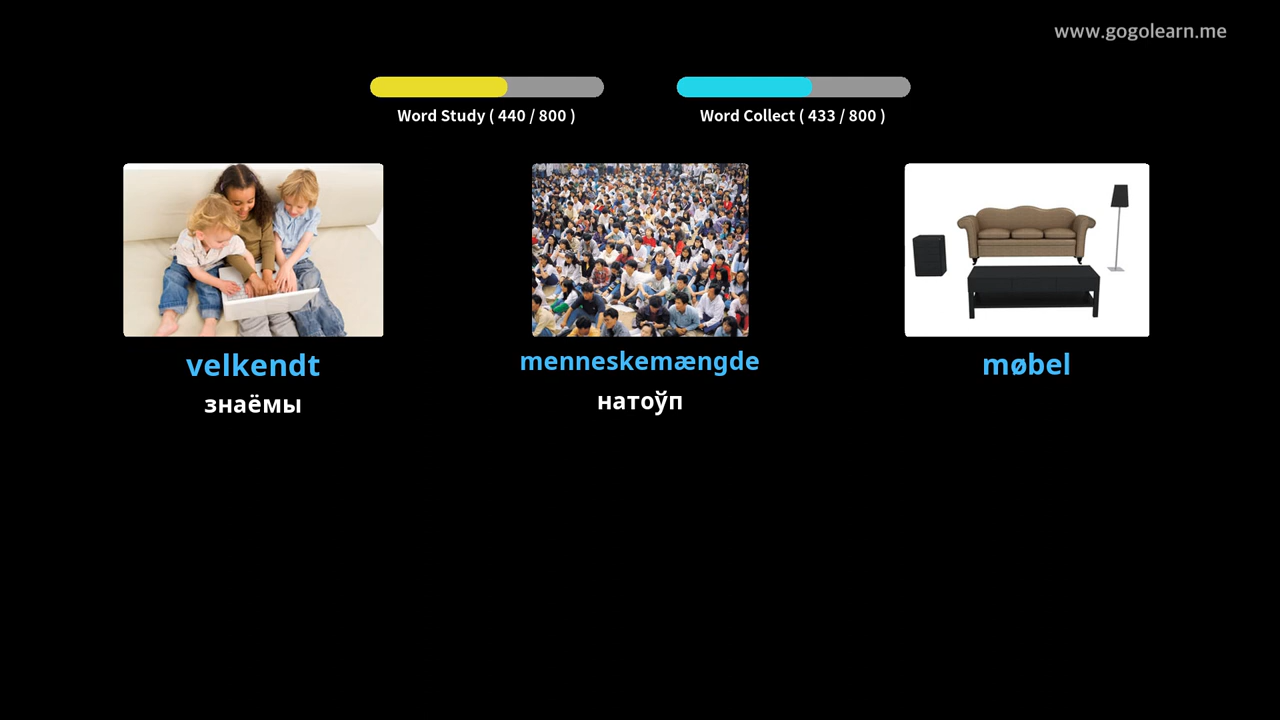 www.gogolearn.me
Word Study ( 440 / 800 )
Word Collect ( 433 / 800 )
velkendt
знаёмы
menneskemængde
натоўп
møbel